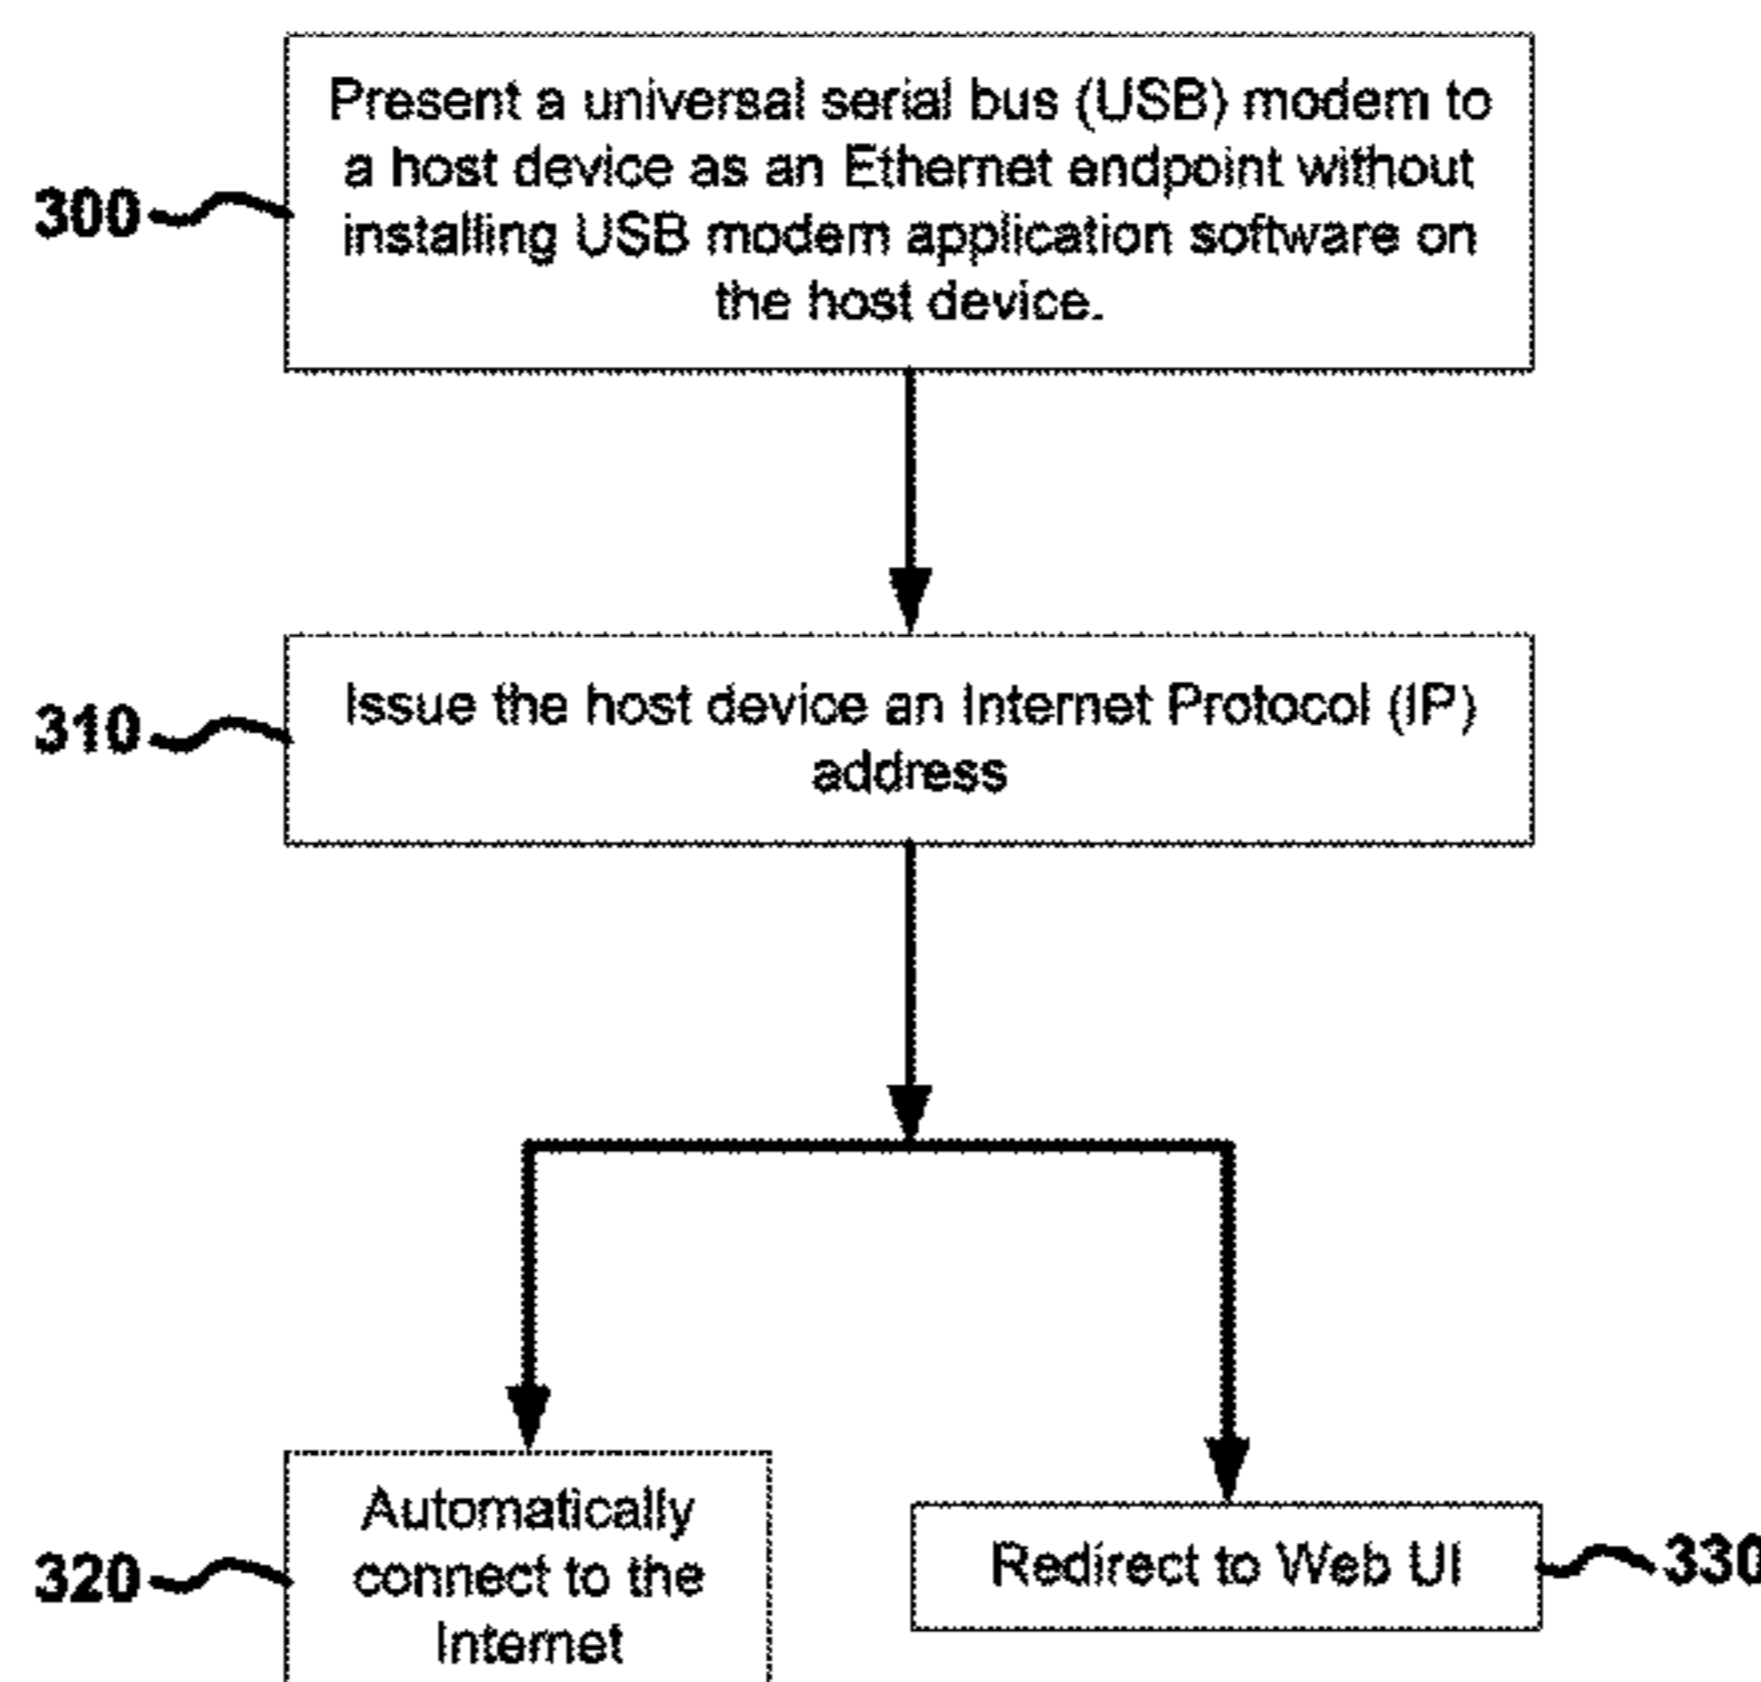 Present a universal serial bus (USB) modem to
a host device as an Ethernet endpoint without
300
installing USB modem application software on
the host device.
Issue the host device an Internet Protocol (IP)
310
address
Automatically
connect to the
Internet
320
Redirect to Web UI
330